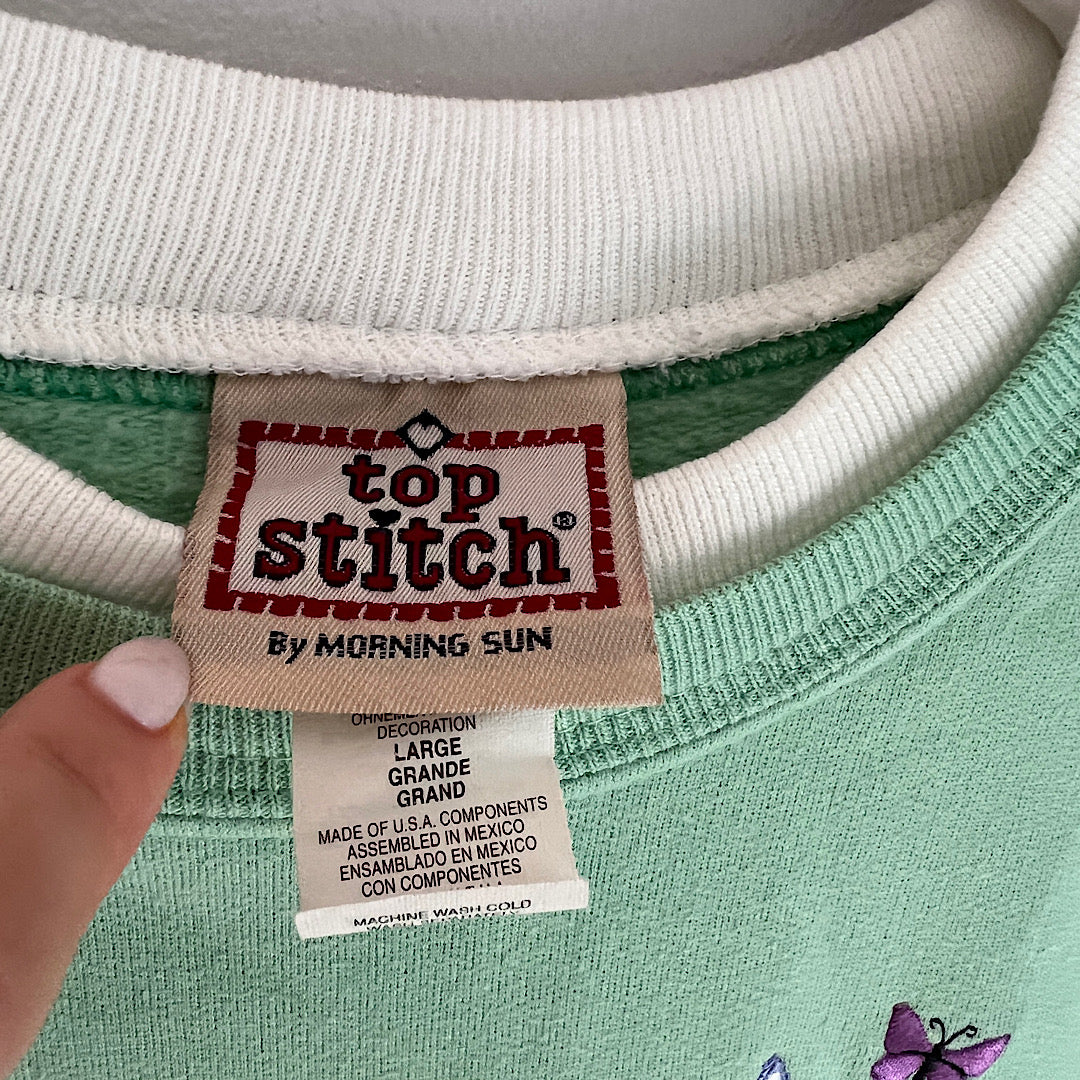 top
stitch®
By MORNING SUN
DECORATION
LARGE
GRANDE
GRAND
MADE OF U.S.A. COMPONENTS
ASSEMBLED IN MEXICO
ENSAMBLADO EN MEXICO
CON COMPONENTES
MACHINE WASH COLD